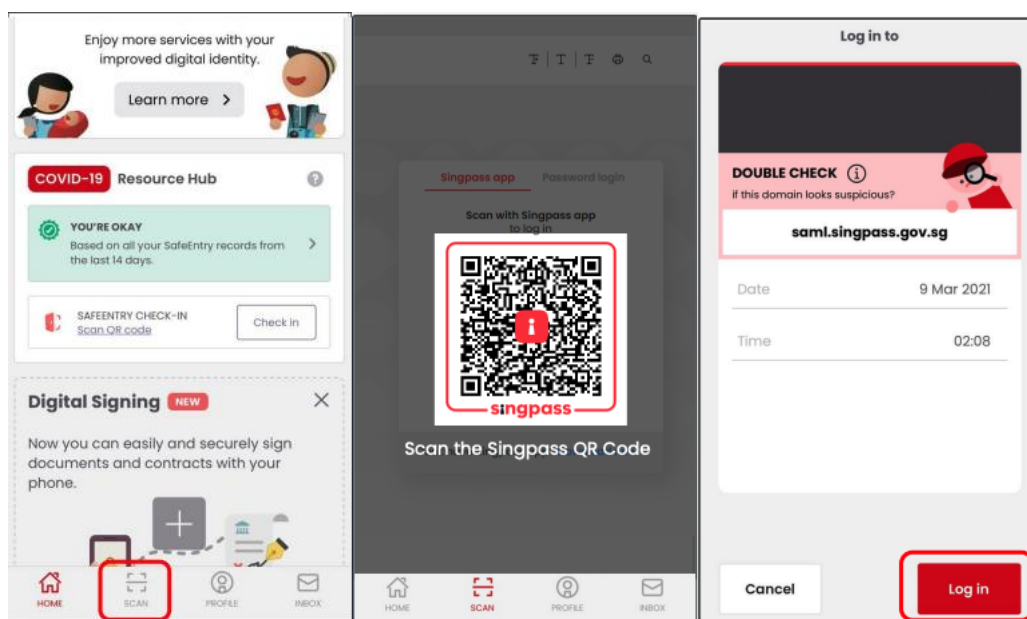 Enjoy more services with your
improved digital identity.
Learn more >
COVID-19 Resource Hub ?
YOU'RE OKAY
Based on all your SafeEntry records from
the last 14 days.
SAFEENTRY CHECK-IN
Scan QR code
Check in
Digital Signing NEW
Now you can easily and securely sign
documents and contracts with your
phone.
HOME SCAN PROFILE INBOX
T | T | T
Singpass app Password login
Scan with Singpass app
to log in
singpass
Scan the Singpass QR Code
HOME SCAN PROFILE INBOX
Log in to
DOUBLE CHECK i
if this domain looks suspicious?
saml.singpass.gov.sg
Date 9 Mar 2021
Time 02:08
Cancel Log in